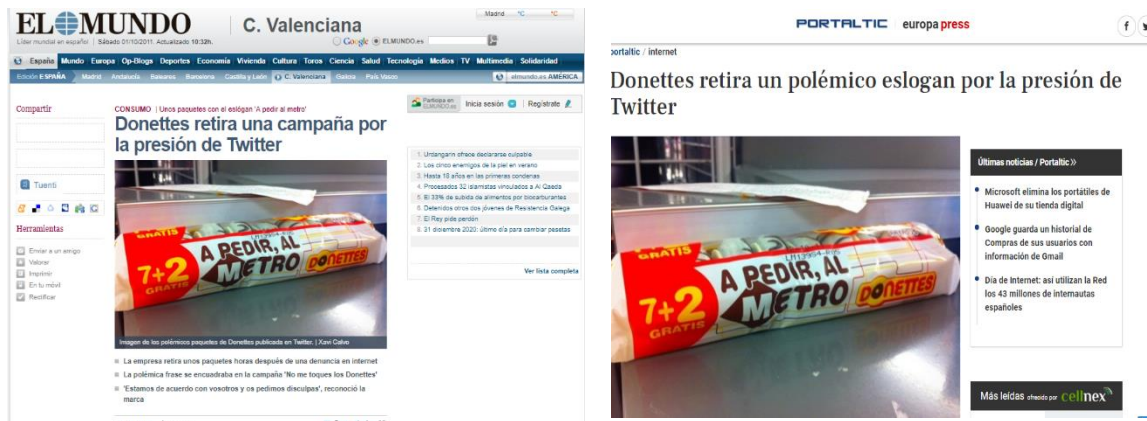 EL MUNDO
C. Valenciana
Madrid ºC ºC
Líder mundial en español | Sábado 01/10/2011. Actualizado 10:32h.
Google ELMUNDO.es
España Mundo Europa Op-Blogs Deportes Economía Vivienda Cultura Toros Ciencia Salud Tecnología Medios TV Multimedia Solidaridad
Edición ESPAÑA Madrid Andalucía Baleares Barcelona Castilla y León C. Valenciana Galicia País Vasco elmundo.es AMÉRICA
Compartir
Tuenti
Herramientas
Enviar a un amigo
Valorar
Imprimir
En tu móvil
Rectificar
CONSUMO | Unos paquetes con el eslógan 'A pedir al metro'
Donettes retira una campaña por
la presión de Twitter
GRATIS
7+2
GRATIS
A PEDIR, AL
METRO
DONETTES
Imagen de los polémicos paquetes de Donettes publicada en Twitter. | Xavi Calvo
La empresa retira unos paquetes horas después de una denuncia en internet
La polémica frase se encuadraba en la campaña 'No me toques los Donettes'
'Estamos de acuerdo con vosotros y os pedimos disculpas', reconoció la
marca
Participa en
ELMUNDO.es
Inicia sesión | Regístrate
1. Urdangarin ofrece declararse culpable
2. Los cinco enemigos de la piel en verano
3. Hasta 18 años en las primeras condenas
4. Procesados 32 islamistas vinculados a Al Qaeda
5. El 33% de subida de alimentos por biocarburantes
6. Detenidos otros dos jóvenes de Resistencia Galega
7. El Rey pide perdón
8. 31 diciembre 2020: último día para cambiar pesetas
Ver lista completa
PORTALTIC europa press
portaltic / internet
Donettes retira un polémico eslogan por la presión de
Twitter
GRATIS
7+2
GRATIS
A PEDIR, AL
METRO
DONETTES
Últimas noticias / Portaltic »
Microsoft elimina los portátiles de
Huawei de su tienda digital
Google guarda un historial de
Compras de sus usuarios con
información de Gmail
Día de Internet: así utilizan la Red
los 43 millones de internautas
españoles
Más leídas ofrecido por cellnex